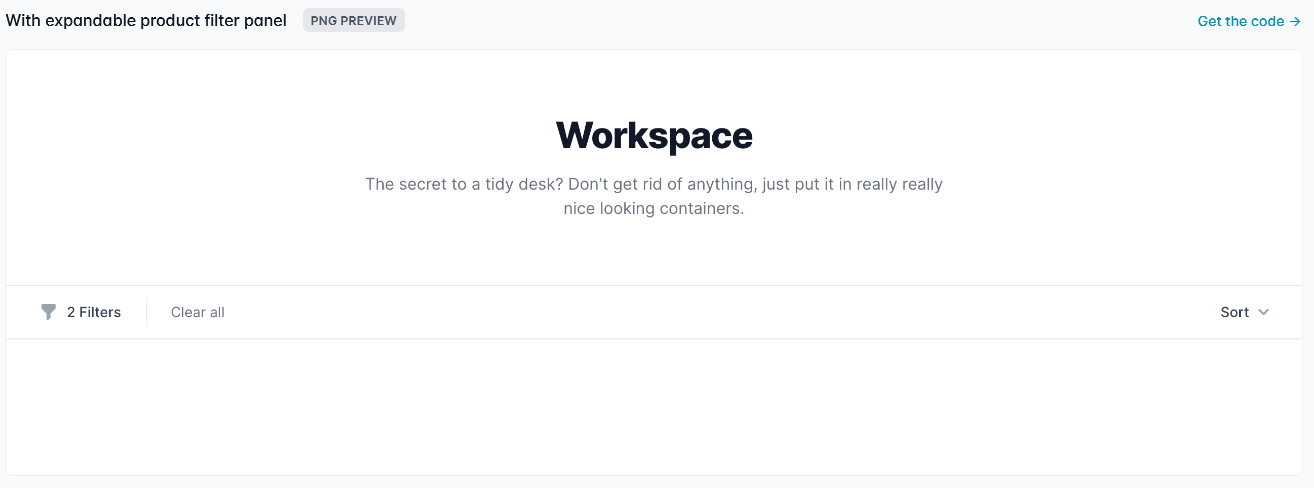 With expandable product filter panel PNG PREVIEW Get the code →
Workspace
The secret to a tidy desk? Don't get rid of anything, just put it in really really
nice looking containers.
2 Filters Clear all Sort